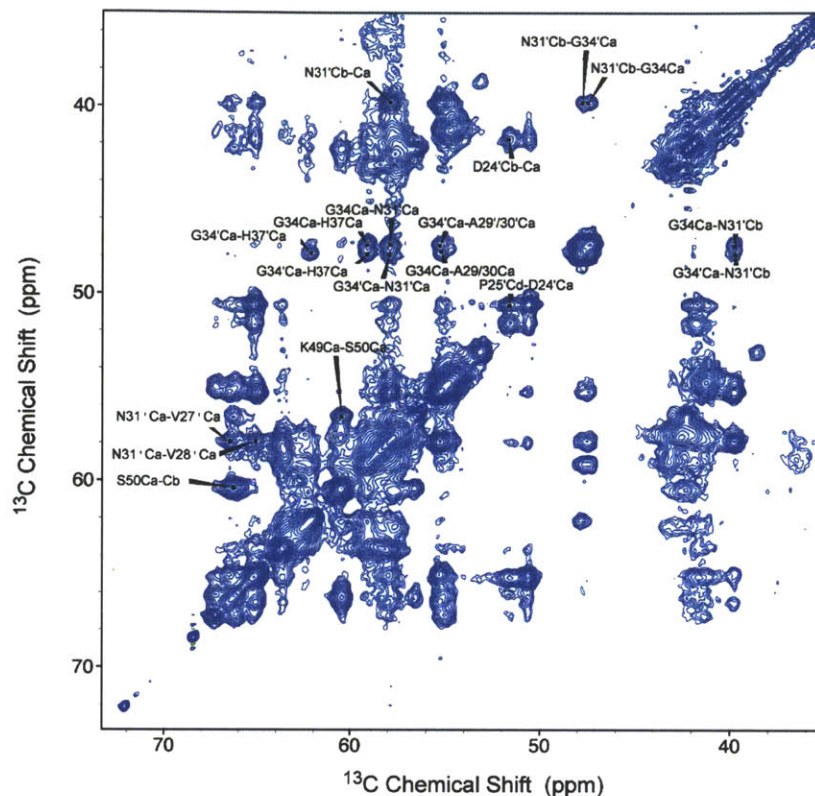 N31'Cb-G34'Ca
N31'Cb-Ca
N31'Cb-G34Ca
40
D24'Cb-Ca
G34Ca-N31'Ca
G34Ca-H37Ca
G34'Ca-A29'/30'Ca
G34Ca-N31'Cb
G34'Ca-H37'Ca
G34'Ca-H37Ca
G34Ca-A29/30Ca
G34'Ca-N31'Cb
G34'Ca-N31'Ca
P25'Cd-D24'Ca
50
K49Ca-S50Ca
N31'Ca-V27'Ca
N31'Ca-V28'Ca
S50Ca-Cb
60
70
13C Chemical Shift (ppm)
70 60 50 40
13C Chemical Shift (ppm)